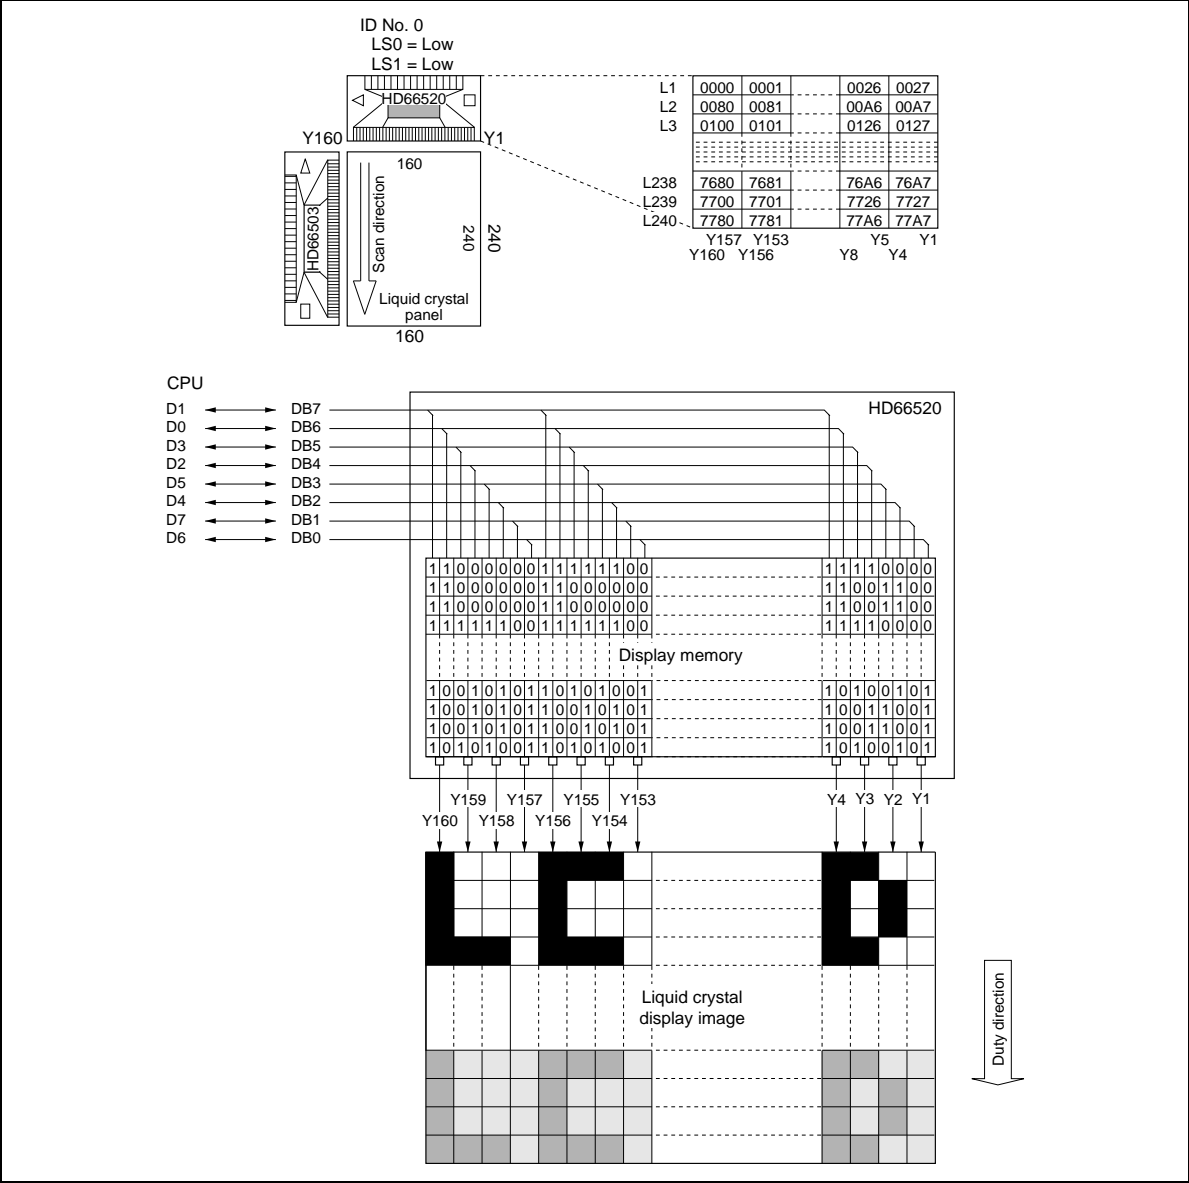 ID No. 0
LS0 = Low
LS1 = Low
HD66520
Y160 Y1
160
Scan direction
240
240
HD66503
Liquid crystal
panel
160
L1 0000 0001 0026 0027
L2 0080 0081 00A6 00A7
L3 0100 0101 0126 0127
L238 7680 7681 76A6 76A7
L239 7700 7701 7726 7727
L240 7780 7781 77A6 77A7
Y157 Y153 Y5 Y1
Y160 Y156 Y8 Y4
CPU
HD66520
D1 DB7
D0 DB6
D3 DB5
D2 DB4
D5 DB3
D4 DB2
D7 DB1
D6 DB0
1 1 0 0 0 0 0 0 1 1 1 1 1 1 0 0 1 1 1 1 0 0 0 0
1 1 0 0 0 0 0 0 1 1 0 0 0 0 0 0 1 1 0 0 1 1 0 0
1 1 0 0 0 0 0 0 1 1 0 0 0 0 0 0 1 1 0 0 1 1 0 0
1 1 1 1 1 1 0 0 1 1 1 1 1 1 0 0 1 1 1 1 0 0 0 0
Display memory
1 0 0 1 0 1 0 1 1 0 1 0 1 0 0 1 1 0 1 0 0 1 0 1
1 0 0 1 0 1 0 1 1 0 0 1 0 1 0 1 1 0 0 1 1 0 0 1
1 0 0 1 0 1 0 1 1 0 0 1 0 1 0 1 1 0 0 1 1 0 0 1
1 0 1 0 1 0 0 1 1 0 1 0 1 0 0 1 1 0 1 0 0 1 0 1
Y159 Y157 Y155 Y153 Y4 Y3 Y2 Y1
Y160 Y158 Y156 Y154
Liquid crystal
display image
Duty direction